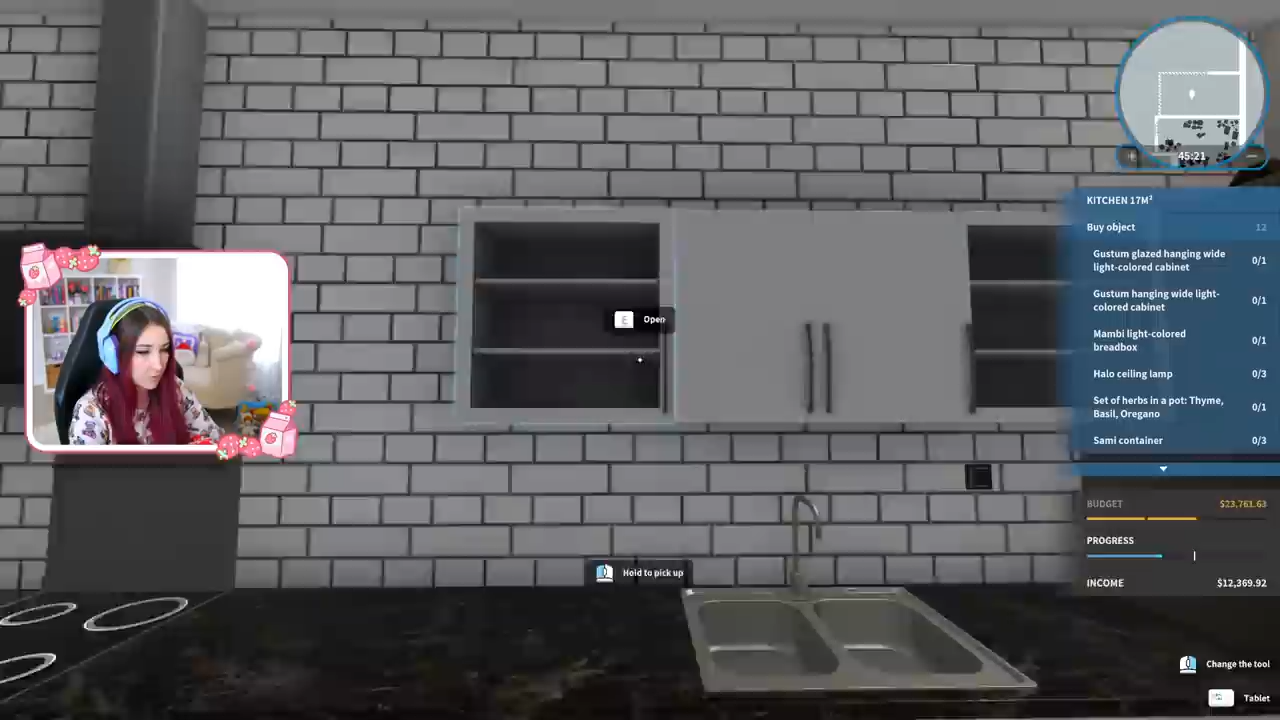 45:21
KITCHEN 17M²
Buy object 12
Gustum glazed hanging wide
light-colored cabinet 0/1
Gustum hanging wide light-
colored cabinet 0/1
Mambi light-colored
breadbox 0/1
Halo ceiling lamp 0/3
Set of herbs in a pot: Thyme,
Basil, Oregano 0/1
Sami container 0/3
E Open
BUDGET $23,761.63
PROGRESS
Hold to pick up
INCOME $12,369.92
Change the tool
Tablet